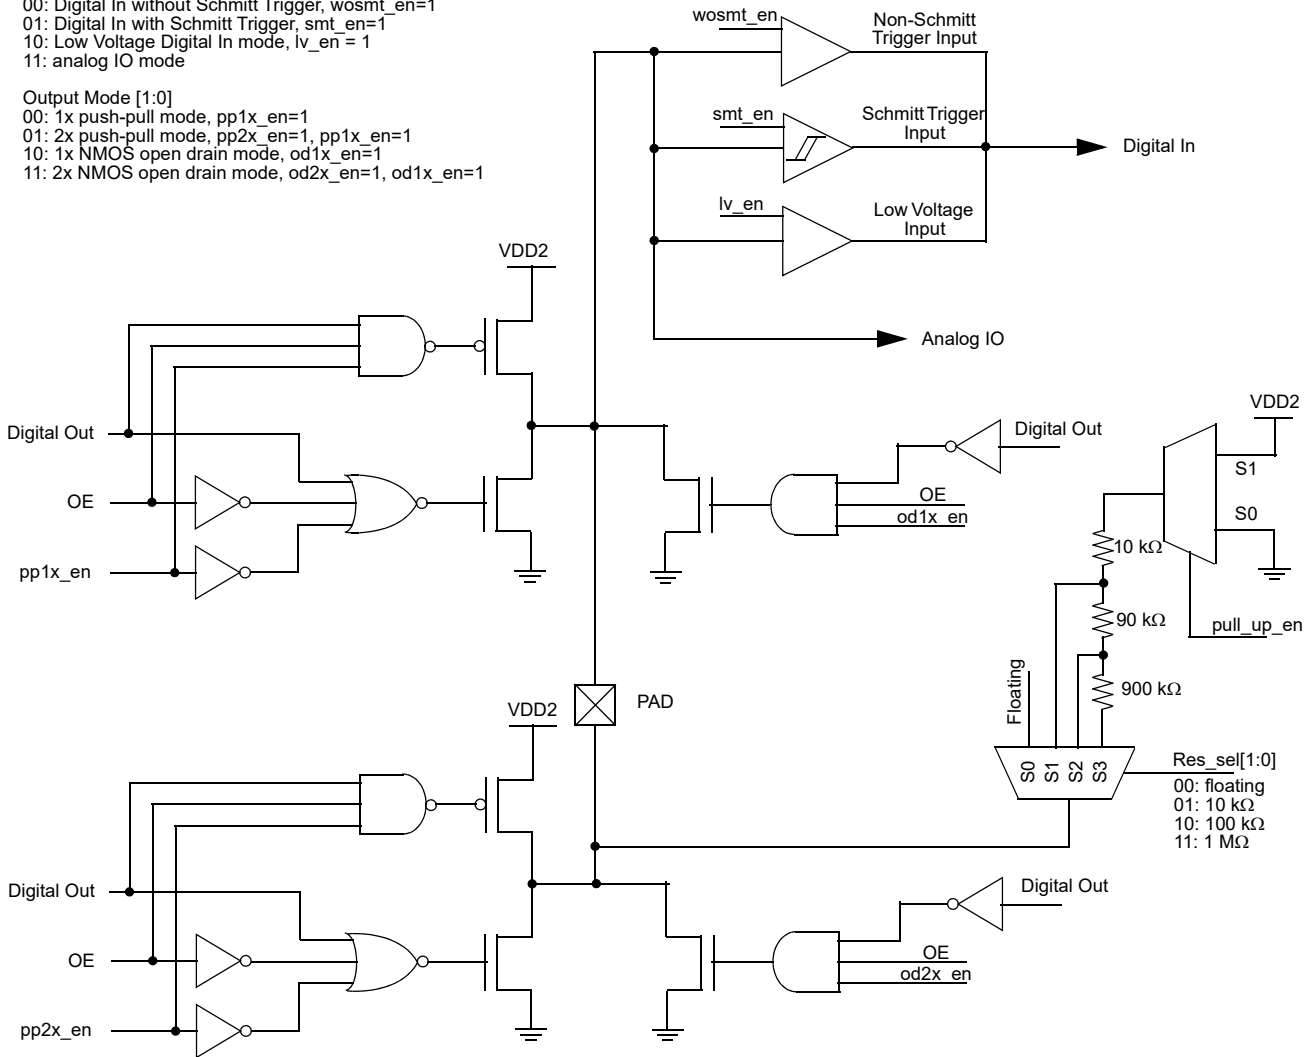 00: Digital In without Schmitt Trigger, wosmt_en=1
01: Digital In with Schmitt Trigger, smt_en=1
10: Low Voltage Digital In mode, lv_en = 1
11: analog IO mode
Output Mode [1:0]
00: 1x push-pull mode, pp1x_en=1
01: 2x push-pull mode, pp2x_en=1, pp1x_en=1
10: 1x NMOS open drain mode, od1x_en=1
11: 2x NMOS open drain mode, od2x_en=1, od1x_en=1
wosmt_en
Non-Schmitt
Trigger Input
smt_en
Schmitt Trigger
Input
Digital In
lv_en
Low Voltage
Input
Analog IO
VDD2
Digital Out
OE
pp1x_en
Digital Out
OE
od1x_en
VDD2
S1
S0
10 kΩ
90 kΩ
pull_up_en
900 kΩ
Floating
S0
S1
S2
S3
Res_sel[1:0]
00: floating
01: 10 kΩ
10: 100 kΩ
11: 1 MΩ
PAD
VDD2
Digital Out
OE
pp2x_en
Digital Out
OE
od2x_en